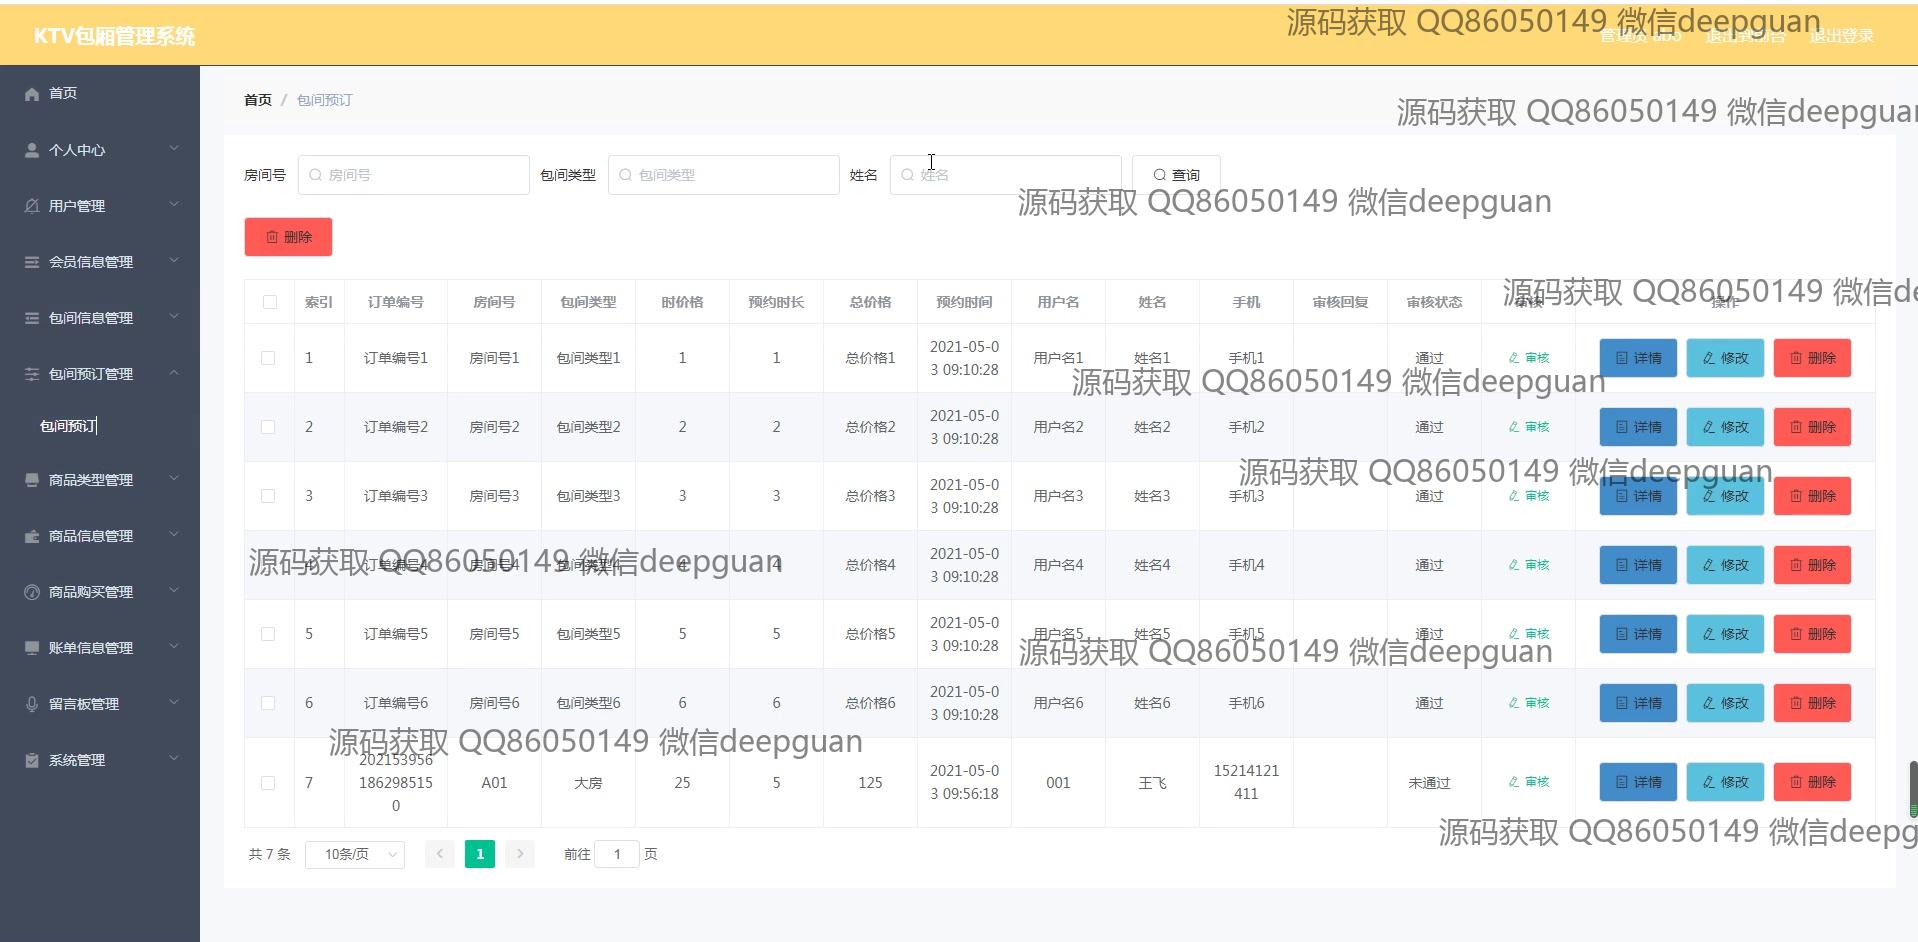 KTV包厢管理系统
源码获取 QQ86050149 微信deepguan
管理员 abo 退出到前台 退出登录
首页
个人中心
用户管理
会员信息管理
包间信息管理
包间预订管理
包间预订
商品类型管理
商品信息管理
商品购买管理
账单信息管理
留言板管理
系统管理
首页 / 包间预订
源码获取 QQ86050149 微信deepguan
房间号 房间号 包间类型 包间类型 姓名 姓名 查询
源码获取 QQ86050149 微信deepguan
删除
源码获取 QQ86050149 微信de
索引 订单编号 房间号 包间类型 时价格 预约时长 总价格 预约时间 用户名 姓名 手机 审核回复 审核状态 审核 操作
1 订单编号1 房间号1 包间类型1 1 1 总价格1 2021-05-0 用户名1 姓名1 手机1 通过 审核 详情 修改 删除
3 09:10:28
源码获取 QQ86050149 微信deepguan
2 订单编号2 房间号2 包间类型2 2 2 总价格2 2021-05-0 用户名2 姓名2 手机2 通过 审核 详情 修改 删除
3 09:10:28
源码获取 QQ86050149 微信deepguan
3 订单编号3 房间号3 包间类型3 3 3 总价格3 2021-05-0 用户名3 姓名3 手机3 通过 审核 详情 修改 删除
3 09:10:28
源码获取 QQ86050149 微信deepguan
4 订单编号4 房间号4 包间类型4 4 4 总价格4 2021-05-0 用户名4 姓名4 手机4 通过 审核 详情 修改 删除
3 09:10:28
5 订单编号5 房间号5 包间类型5 5 5 总价格5 2021-05-0 用户名5 姓名5 手机5 通过 审核 详情 修改 删除
3 09:10:28
源码获取 QQ86050149 微信deepguan
6 订单编号6 房间号6 包间类型6 6 6 总价格6 2021-05-0 用户名6 姓名6 手机6 通过 审核 详情 修改 删除
3 09:10:28
源码获取 QQ86050149 微信deepguan
7 202153956 A01 大房 25 5 125 2021-05-0 001 王飞 15214121 未通过 审核 详情 修改 删除
186298515 3 09:56:18 411
0
源码获取 QQ86050149 微信deepg
共 7 条 10条/页 1 前往 1 页